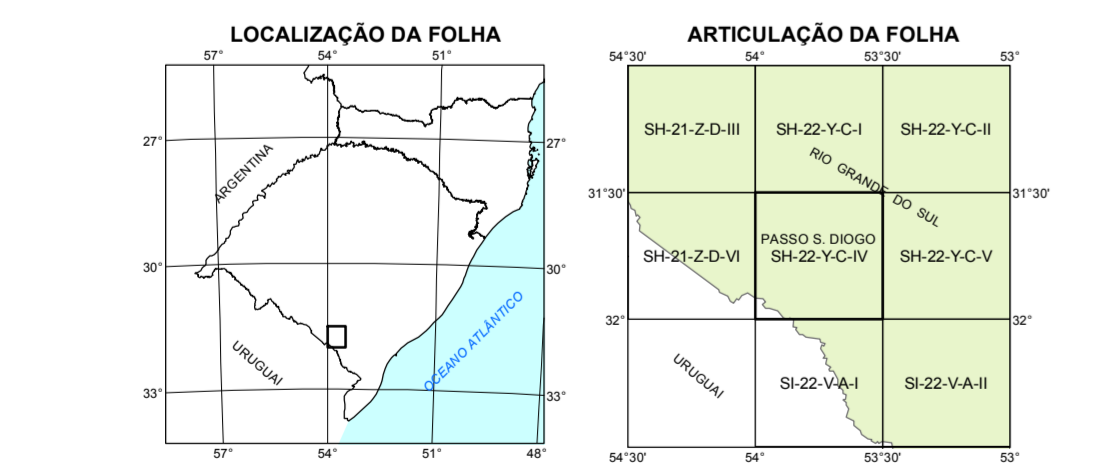 LOCALIZAÇÃO DA FOLHA
57° 54° 51°
27° 27°
ARGENTINA
30° 30°
OCEANO ATLÂNTICO
URUGUAI
33° 33°
57° 54° 51° 48°
ARTICULAÇÃO DA FOLHA
54°30' 54° 53°30' 53°
SH-21-Z-D-III SH-22-Y-C-I SH-22-Y-C-II
RIO GRANDE DO SUL
31°30' 31°30'
PASSO S. DIOGO
SH-21-Z-D-VI SH-22-Y-C-IV SH-22-Y-C-V
32° 32°
URUGUAI
SI-22-V-A-I SI-22-V-A-II
54°30' 54° 53°30' 53°